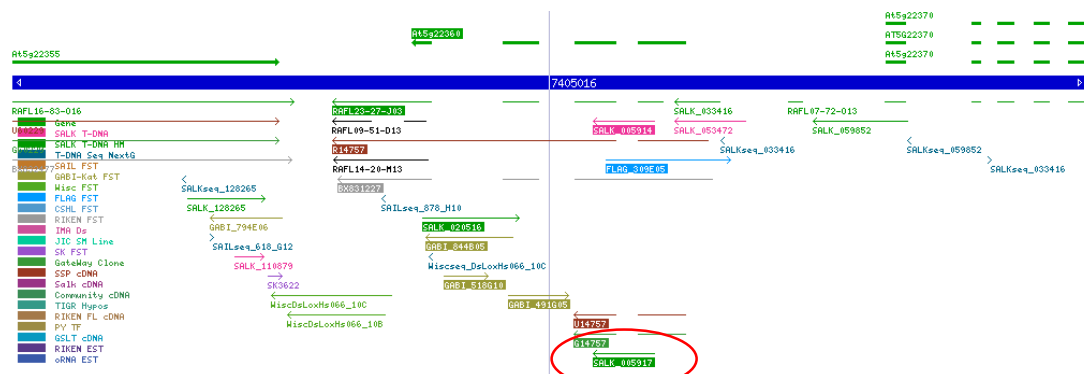 At5g22370
At5g22360 AT5G22370
At5g22355 At5g22370
7405016
RAFL16-83-O16 RAFL23-27-J03 SALK_033416 RAFL07-72-O13
Gene RAFL09-51-D13 SALK_005914 SALK_053472 SALK_059852
SALK T-DNA
SALK T-DNA HM R14757 SALKseq_033416 SALKseq_059852
T-DNA Seq NextG
SAIL FST RAFL14-20-M13 FLAG_309E05 SALKseq_033416
GABI-Kat FST SALKseq_128265 BX831227
Wisc FST
FLAG FST SALK_128265 SAILseq_878_H10
CSHL FST
RIKEN FST GABI_794E06 SALK_020516
IMA Ds
JIC SM Line SAILseq_618_G12 GABI_844B05
SK FST SALK_110879 Wiscseq_DsLoxHs066_10C
GateWay Clone
SSP cDNA SK3622 GABI_518G10
Salk cDNA
Community cDNA WiscDsLoxHs066_10C GABI_491G05
TIGR Hypos
RIKEN FL cDNA WiscDsLoxHs066_10B U14757
PY TF
GSLT cDNA G14757
RIKEN EST
oRNA EST SALK_005917